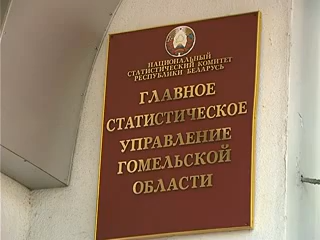 НАЦИОНАЛЬНЫЙ
СТАТИСТИЧЕСКИЙ КОМИТЕТ
РЕСПУБЛИКИ БЕЛАРУСЬ
ГЛАВНОЕ
СТАТИСТИЧЕСКОЕ
УПРАВЛЕНИЕ
ГОМЕЛЬСКОЙ
ОБЛАСТИ